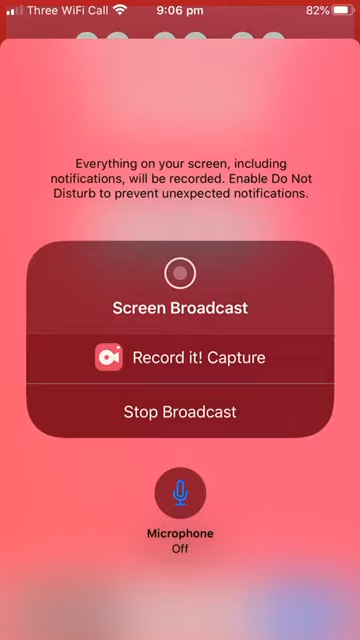 Three WiFi Call 9:06 pm 82%
Everything on your screen, including
notifications, will be recorded. Enable Do Not
Disturb to prevent unexpected notifications.
Screen Broadcast
Record it! Capture
Stop Broadcast
Microphone
Off